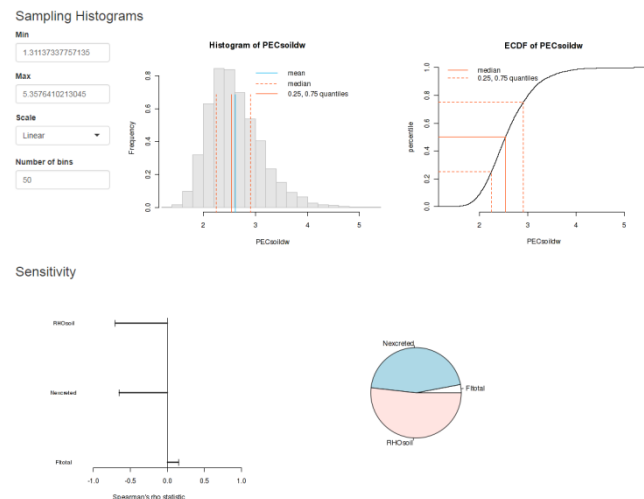 Sampling Histograms
Min
1.31137337757135
Max
5.3576410213045
Scale
Linear
Number of bins
50
Histogram of PECsoildw
mean
median
0.25, 0.75 quantiles
Frequency
0.0 0.2 0.4 0.6 0.8
2 3 4 5
PECsoildw
ECDF of PECsoildw
median
0.25, 0.75 quantiles
percentile
0.0 0.2 0.4 0.6 0.8 1.0
2 3 4 5
PECsoildw
Sensitivity
RHOsoil
Nexcreted
Fltotal
-1.0 -0.5 0.0 0.5 1.0
Spearman's rho statistic
Nexcreted
Fltotal
RHOsoil